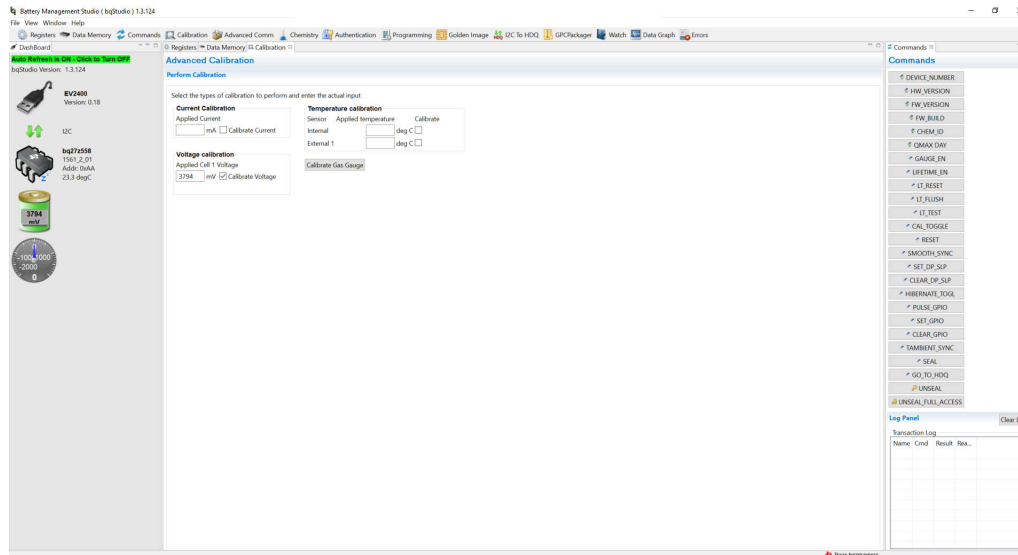 Battery Management Studio ( bqStudio ) 1.3.124
File View Window Help
Registers Data Memory Commands Calibration Advanced Comm Chemistry Authentication Programming Golden Image I2C To HDQ GPCPackager Watch Data Graph Errors
DashBoard
Registers Data Memory Calibration
Commands
Auto Refresh is ON - Click to Turn OFF
bqStudio Version: 1.3.124
EV2400
Version: 0.18
I2C
bq27z558
1561_2_01
Addr: 0xAA
23.3 degC
3794
mV
-100 1000
-2000
0
Advanced Calibration
Perform Calibration
Select the types of calibration to perform and enter the actual input
Current Calibration
Applied Current
mA Calibrate Current
Voltage calibration
Applied Cell 1 Voltage
3794 mV Calibrate Voltage
Temperature calibration
Sensor Applied temperature Calibrate
Internal deg C
External 1 deg C
Calibrate Gas Gauge
Commands
DEVICE_NUMBER
HW_VERSION
FW_VERSION
FW_BUILD
CHEM_ID
QMAX DAY
GAUGE_EN
LIFETIME_EN
LT_RESET
LT_FLUSH
LT_TEST
CAL_TOGGLE
RESET
SMOOTH_SYNC
SET_DP_SLP
CLEAR_DP_SLP
HIBERNATE_TOGL
PULSE_GPIO
SET_GPIO
CLEAR_GPIO
TAMBIENT_SYNC
SEAL
GO_TO_HDQ
UNSEAL
UNSEAL_FULL_ACCESS
Log Panel
Clear
Transaction Log
Name Cmd Result Rea...